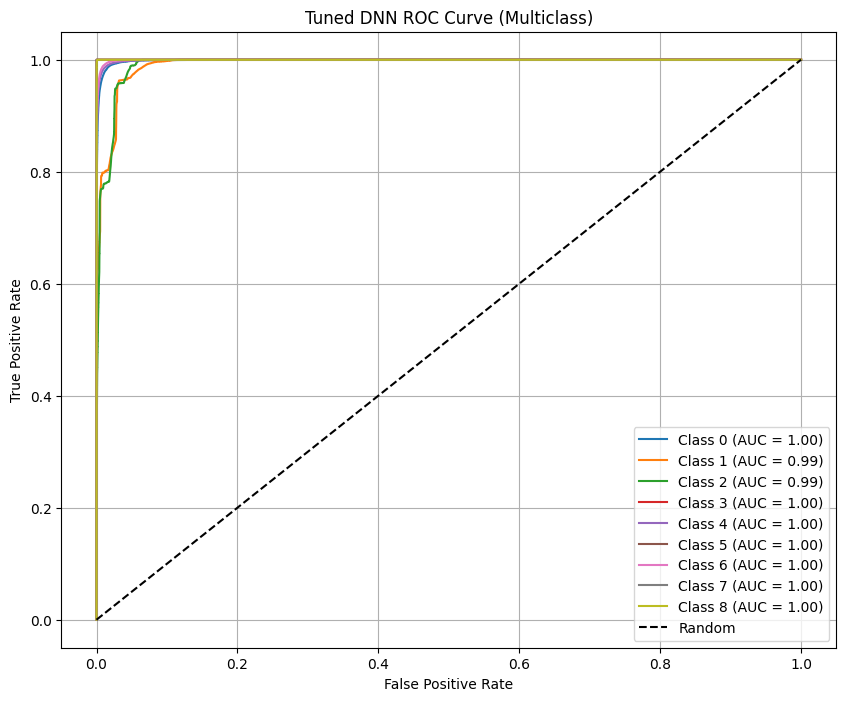 Tuned DNN ROC Curve (Multiclass)
True Positive Rate
1.0
0.8
0.6
0.4
0.2
0.0
0.0 0.2 0.4 0.6 0.8 1.0
False Positive Rate
Class 0 (AUC = 1.00)
Class 1 (AUC = 0.99)
Class 2 (AUC = 0.99)
Class 3 (AUC = 1.00)
Class 4 (AUC = 1.00)
Class 5 (AUC = 1.00)
Class 6 (AUC = 1.00)
Class 7 (AUC = 1.00)
Class 8 (AUC = 1.00)
Random